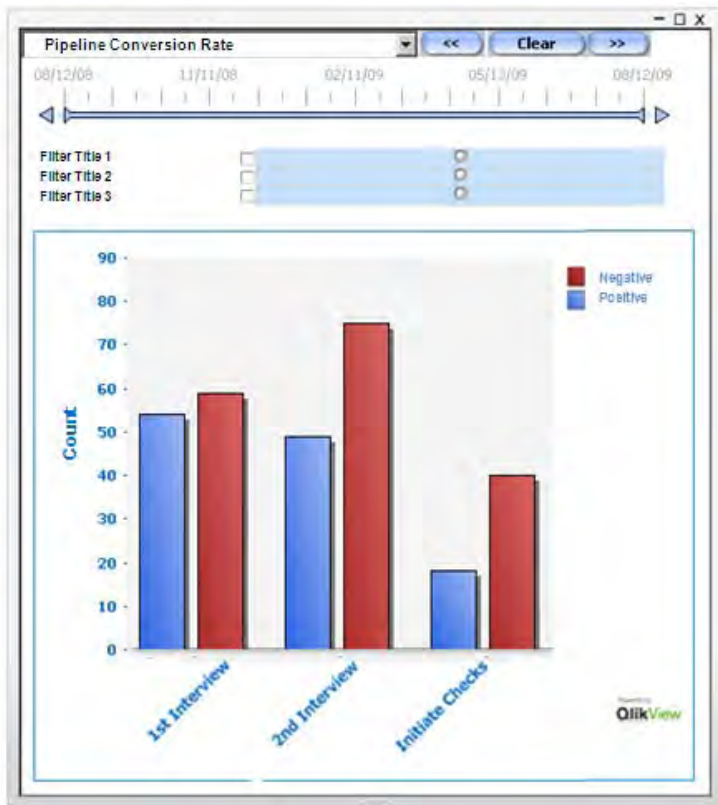 Pipeline Conversion Rate << Clear >>
08/12/08 11/11/08 02/11/09 05/13/09 08/12/09
Filter Title 1
Filter Title 2
Filter Title 3
90
80
70
60
50
40
30
20
10
0
Count
Negative
Positive
1st Interview
2nd Interview
Initiate Checks
QlikView